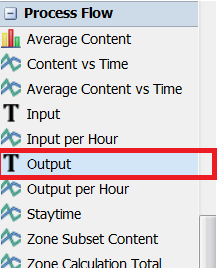 Process Flow
Average Content
Content vs Time
Average Content vs Time
Input
Input per Hour
Output
Output per Hour
Staytime
Zone Subset Content
Zone Calculation Total